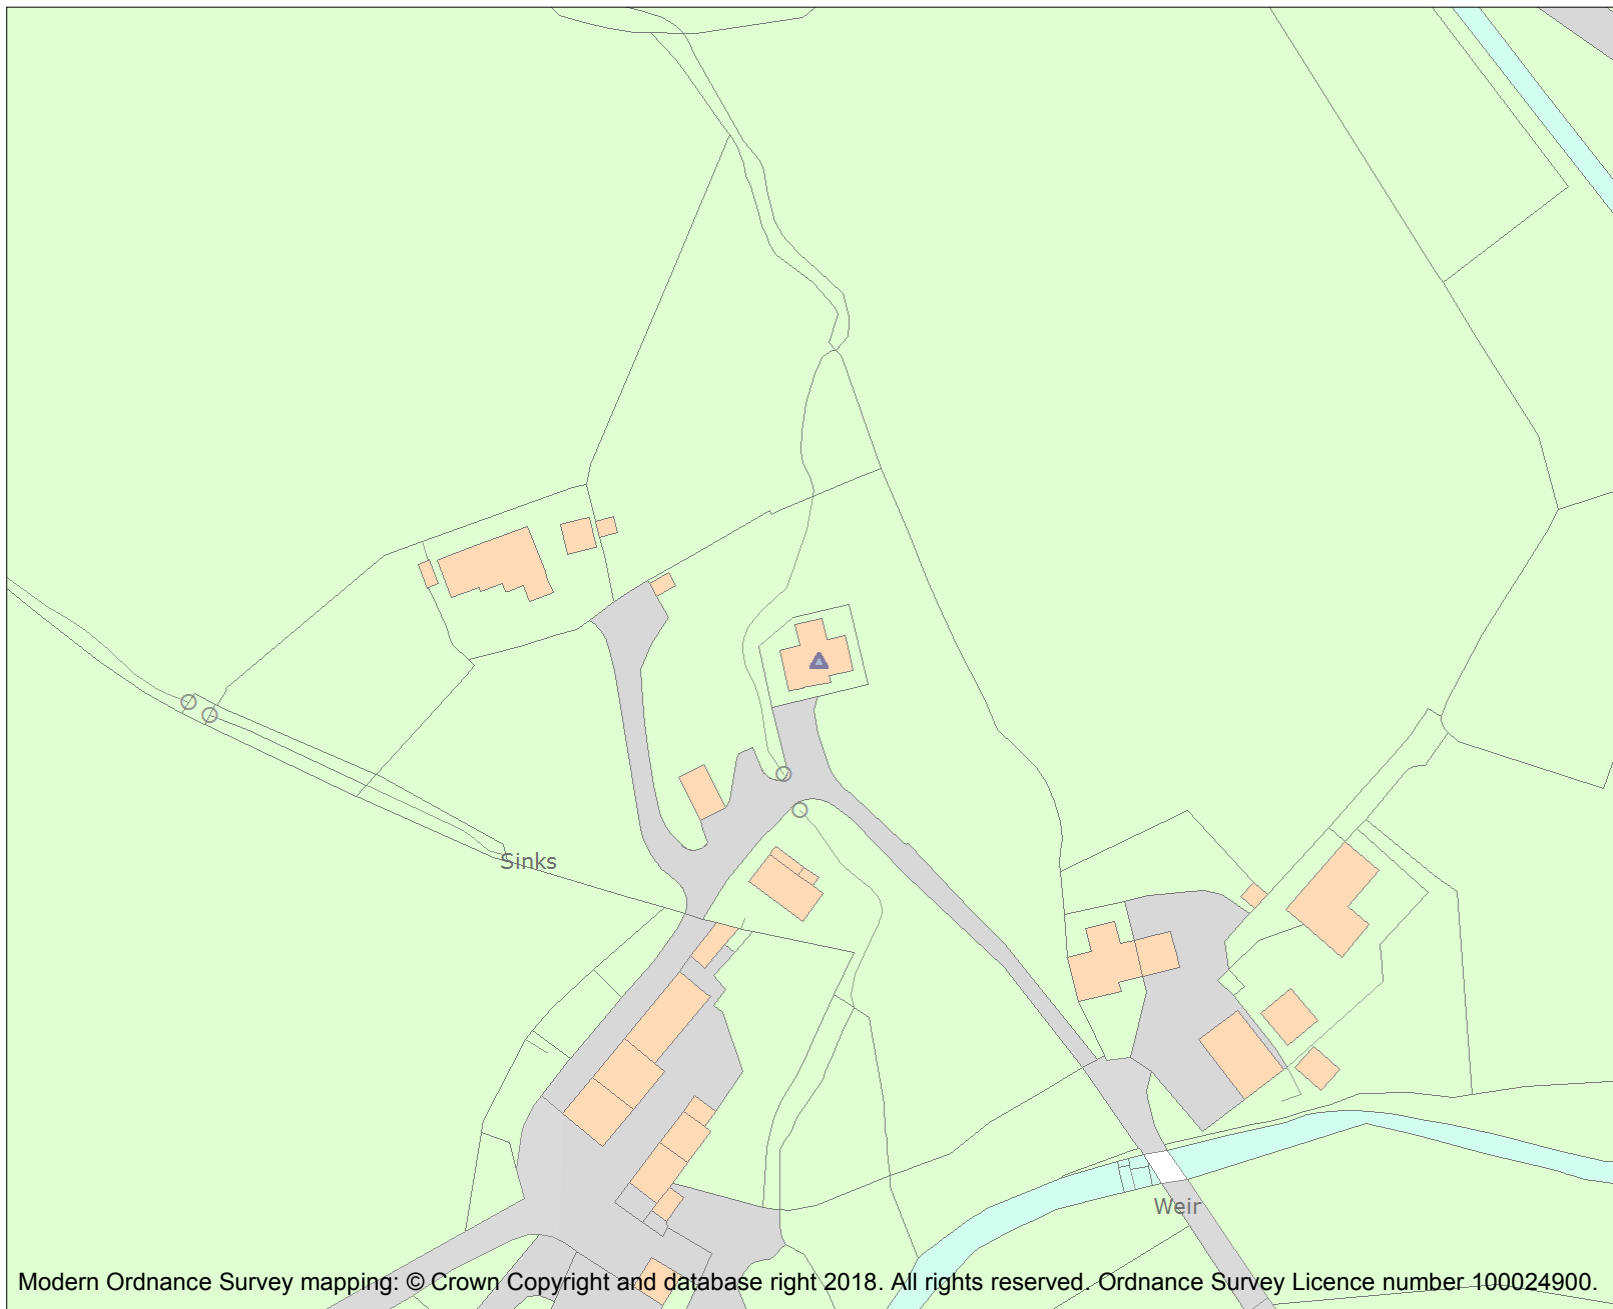 Sinks
Weir
Modern Ordnance Survey mapping: © Crown Copyright and database right 2018. All rights reserved. Ordnance Survey Licence number 100024900.